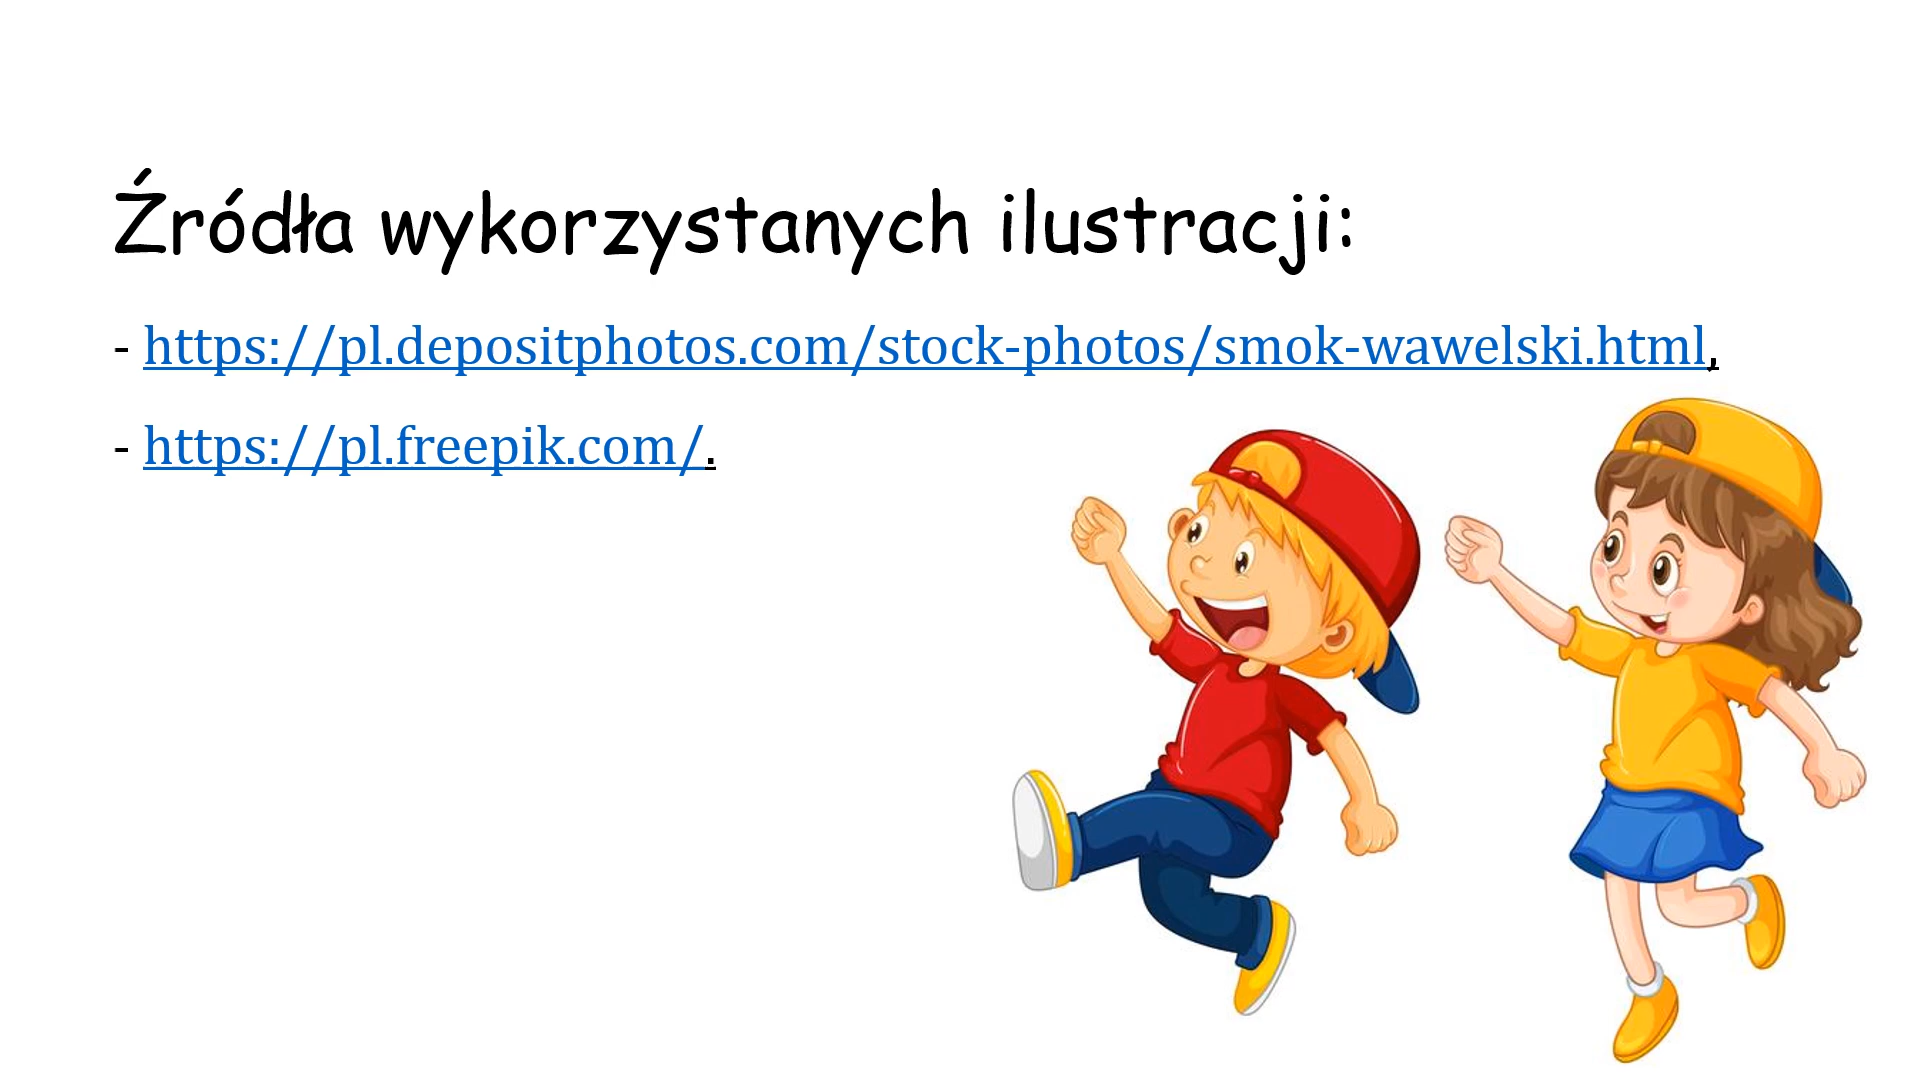 Źródła wykorzystanych ilustracji:
- https://pl.depositphotos.com/stock-photos/smok-wawelski.html,
- https://pl.freepik.com/.